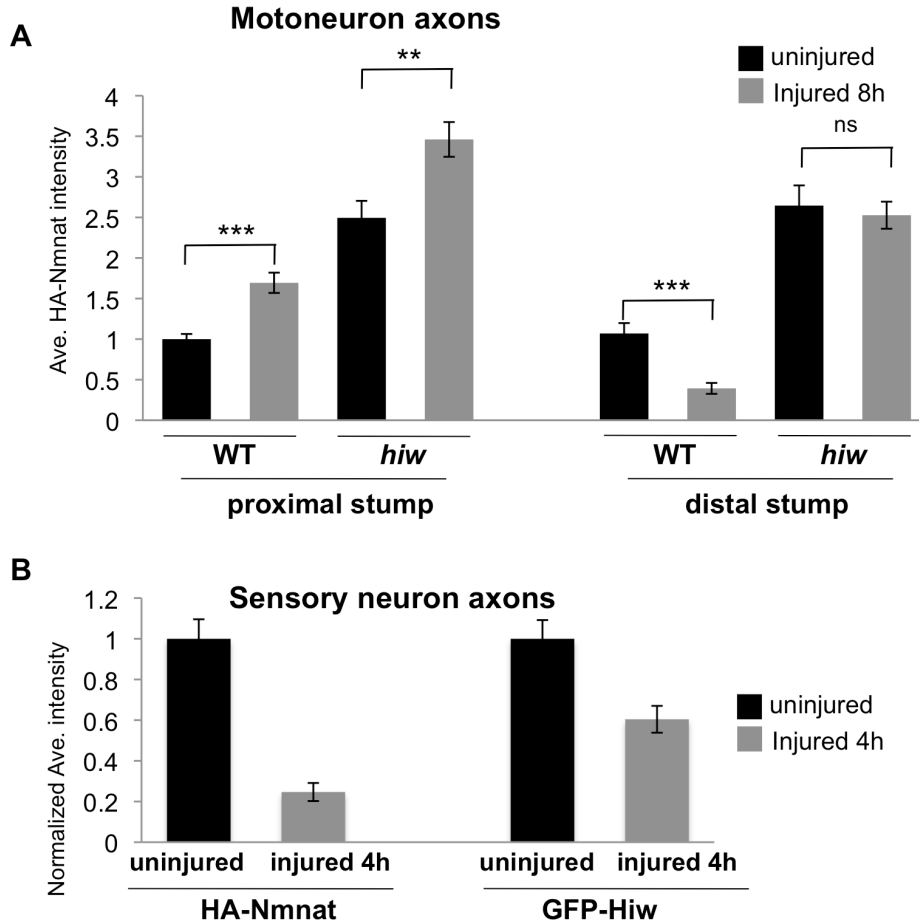 A
Motoneuron axons
uninjured
Injured 8h
Ave. HA-Nmnat intensity
4
3.5
3
2.5
2
1.5
1
0.5
0
***
**
***
ns
WT hiw WT hiw
proximal stump distal stump
B
Sensory neuron axons
Normalized Ave. intensity
1.2
1
0.8
0.6
0.4
0.2
0
uninjured
Injured 4h
uninjured injured 4h uninjured injured 4h
HA-Nmnat GFP-Hiw